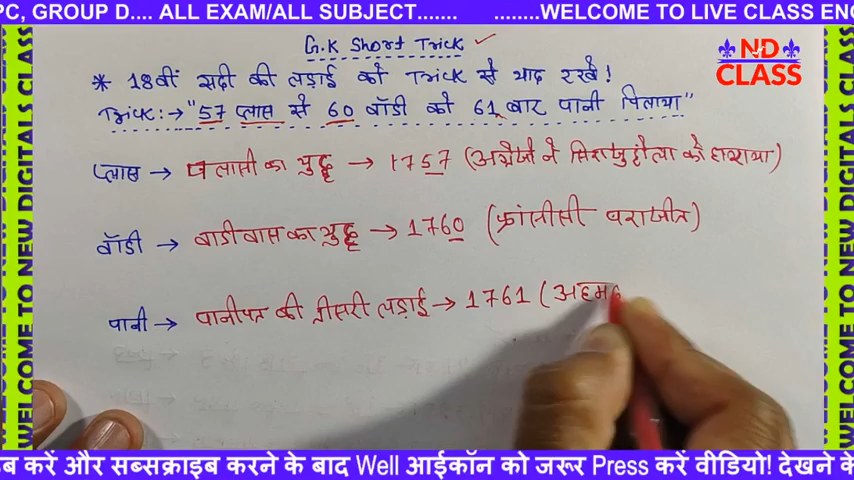 PC, GROUP D.... ALL EXAM/ALL SUBJECT....... ........WELCOME TO LIVE CLASS ENG
G.K Short Trick
ND
CLASS
* 18वीं सदी की लड़ाई को Trick से याद रखें!
Trick:→ "57 प्लास से 60 बॉडी को 61 बार पानी पिलाया"
प्लास → प्लासी का युद्ध → 1757 (अंग्रेजो ने सिराजुद्दौला को हाराया)
बॉडी → वाडीवास का युद्ध → 1760 (फ्रांसीसी पराजीत)
पानी → पानीपत की तीसरी लड़ाई → 1761 (अहम
WELCOME TO NEW DIGITALS CLASS
WELCOME TO NEW DIGITALS CLASS
ब करें और सब्सक्राइब करने के बाद Well आईकॉन को जरूर Press करें वीडियो! देखने के